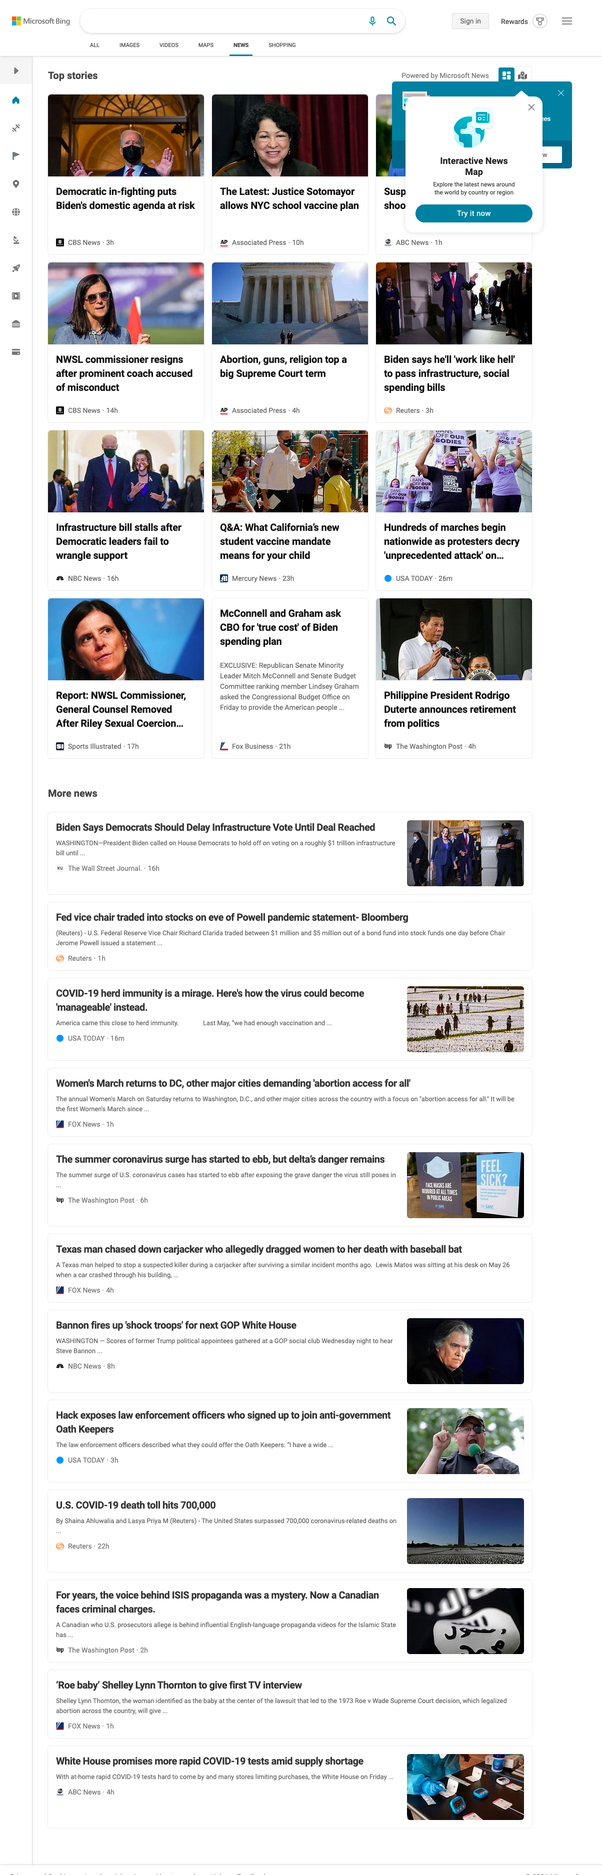 Microsoft Bing
Sign in
Rewards
ALL
IMAGES
VIDEOS
MAPS
NEWS
SHOPPING
Top stories
Powered by Microsoft News
Interactive News
Map
Explore the latest news around
the world by country or region
Try it now
Democratic in-fighting puts
Biden's domestic agenda at risk
CBS News · 3h
The Latest: Justice Sotomayor
allows NYC school vaccine plan
AP Associated Press · 10h
Susp
shoo
ABC News · 1h
NWSL commissioner resigns
after prominent coach accused
of misconduct
CBS News · 14h
Abortion, guns, religion top a
big Supreme Court term
AP Associated Press · 4h
Biden says he'll 'work like hell'
to pass infrastructure, social
spending bills
Reuters · 3h
Infrastructure bill stalls after
Democratic leaders fail to
wrangle support
NBC News · 16h
Q&A: What California's new
student vaccine mandate
means for your child
Mercury News · 23h
BANS OFF
OUR
BODIES
Hundreds of marches begin
nationwide as protesters decry
'unprecedented attack' on...
USA TODAY · 26m
Report: NWSL Commissioner,
General Counsel Removed
After Riley Sexual Coercion...
Sports Illustrated · 17h
McConnell and Graham ask
CBO for 'true cost' of Biden
spending plan
EXCLUSIVE: Republican Senate Minority
Leader Mitch McConnell and Senate Budget
Committee ranking member Lindsey Graham
asked the Congressional Budget Office on
Friday to provide the American people ...
Fox Business · 21h
Philippine President Rodrigo
Duterte announces retirement
from politics
wp The Washington Post · 4h
More news
Biden Says Democrats Should Delay Infrastructure Vote Until Deal Reached
WASHINGTON—President Biden called on House Democrats to hold off on voting on a roughly $1 trillion infrastructure
bill until ...
WSJ The Wall Street Journal. · 16h
Fed vice chair traded into stocks on eve of Powell pandemic statement- Bloomberg
(Reuters) - U.S. Federal Reserve Vice Chair Richard Clarida traded between $1 million and $5 million out of a bond fund into stock funds one day before Chair
Jerome Powell issued a statement ...
Reuters · 1h
COVID-19 herd immunity is a mirage. Here's how the virus could become
'manageable' instead.
America came this close to herd immunity. Last May, "we had enough vaccination and ...
USA TODAY · 16m
Women's March returns to DC, other major cities demanding 'abortion access for all'
The annual Women's March on Saturday returns to Washington, D.C., and other major cities across the country with a focus on "abortion access for all." It will be
the first Women's March since ...
FOX News · 1h
The summer coronavirus surge has started to ebb, but delta's danger remains
The summer surge of U.S. coronavirus cases has started to ebb after exposing the grave danger the virus still poses in
...
wp The Washington Post · 6h
FACE MASKS ARE
REQUIRED AT ALL TIMES
IN PUBLIC AREAS
FEEL
SICK?
Texas man chased down carjacker who allegedly dragged women to her death with baseball bat
A Texas man helped to stop a suspected killer during a carjacker after surviving a similar incident months ago. Lewis Matos was sitting at his desk on May 26
when a car crashed through his building, ...
FOX News · 4h
Bannon fires up 'shock troops' for next GOP White House
WASHINGTON — Scores of former Trump political appointees gathered at a GOP social club Wednesday night to hear
Steve Bannon ...
NBC News · 8h
Hack exposes law enforcement officers who signed up to join anti-government
Oath Keepers
The law enforcement officers described what they could offer the Oath Keepers: "I have a wide ...
USA TODAY · 3h
U.S. COVID-19 death toll hits 700,000
By Shaina Ahluwalia and Lasya Priya M (Reuters) - The United States surpassed 700,000 coronavirus-related deaths on
...
Reuters · 22h
For years, the voice behind ISIS propaganda was a mystery. Now a Canadian
faces criminal charges.
A Canadian who U.S. prosecutors allege is behind influential English-language propaganda videos for the Islamic State
has ...
wp The Washington Post · 2h
'Roe baby' Shelley Lynn Thornton to give first TV interview
Shelley Lynn Thornton, the woman identified as the baby at the center of the lawsuit that led to the 1973 Roe v Wade Supreme Court decision, which legalized
abortion across the country, will give ...
FOX News · 1h
White House promises more rapid COVID-19 tests amid supply shortage
With at-home rapid COVID-19 tests hard to come by and many stores limiting purchases, the White House on Friday ...
ABC News · 4h